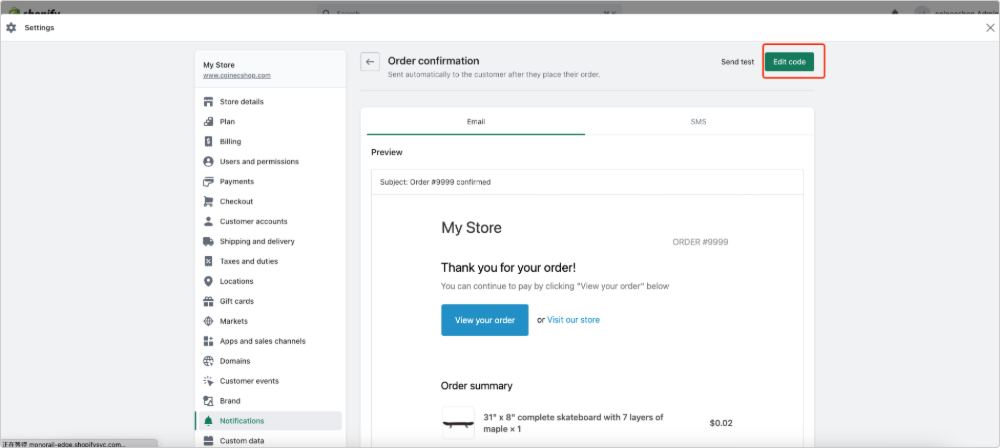 shopify
Search
Settings
My Store
www.coinecshop.com
Store details
Plan
Billing
Users and permissions
Payments
Checkout
Customer accounts
Shipping and delivery
Taxes and duties
Locations
Gift cards
Markets
Apps and sales channels
Domains
Customer events
Brand
Notifications
Custom data
Order confirmation
Sent automatically to the customer after they place their order.
Send test
Edit code
Email
SMS
Preview
Subject: Order #9999 confirmed
My Store
ORDER #9999
Thank you for your order!
You can continue to pay by clicking "View your order" below
View your order
or Visit our store
Order summary
31" x 8" complete skateboard with 7 layers of
maple × 1
$0.02
正在等待 monorail-edge.shopifysvc.com...